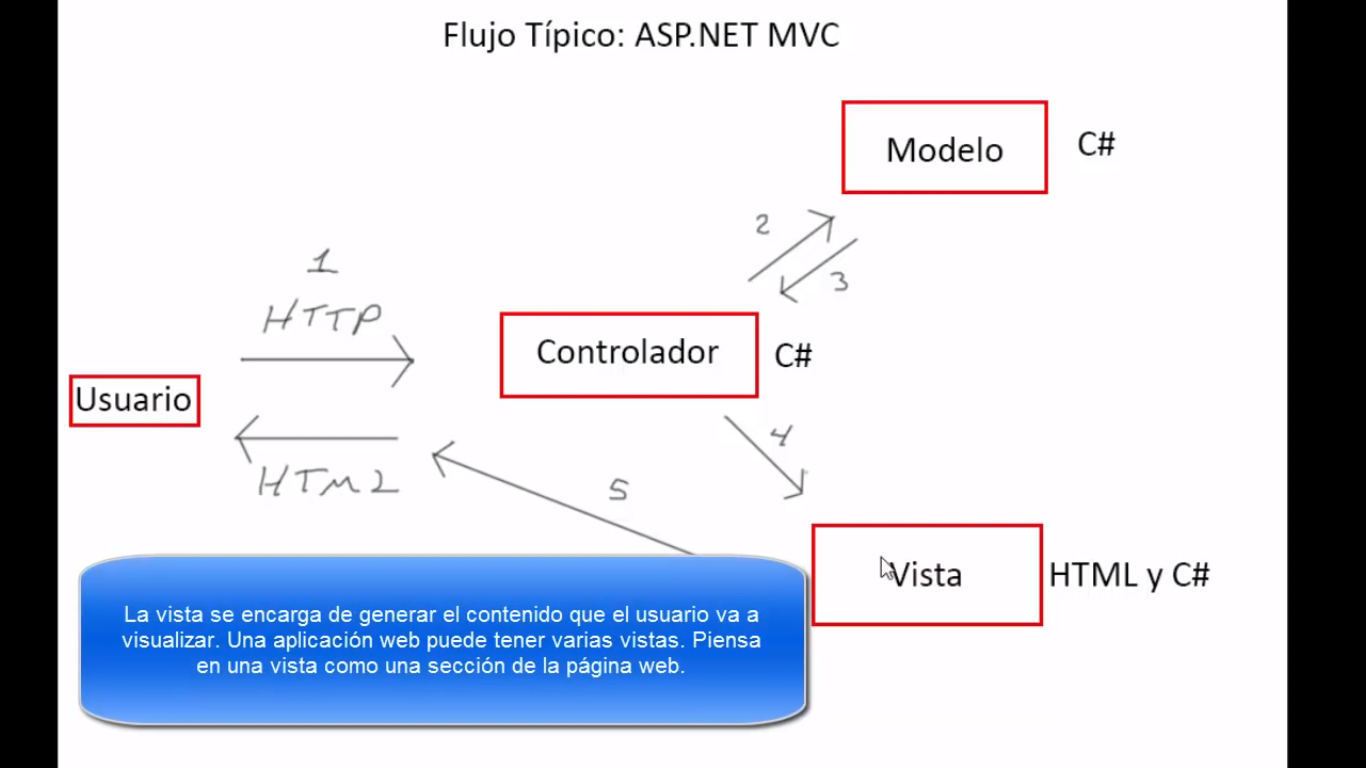 Flujo Típico: ASP.NET MVC
Modelo
C#
2
3
1
HTTP
Controlador
C#
Usuario
4
HTML
5
Vista
HTML y C#
La vista se encarga de generar el contenido que el usuario va a
visualizar. Una aplicación web puede tener varias vistas. Piensa
en una vista como una sección de la página web.